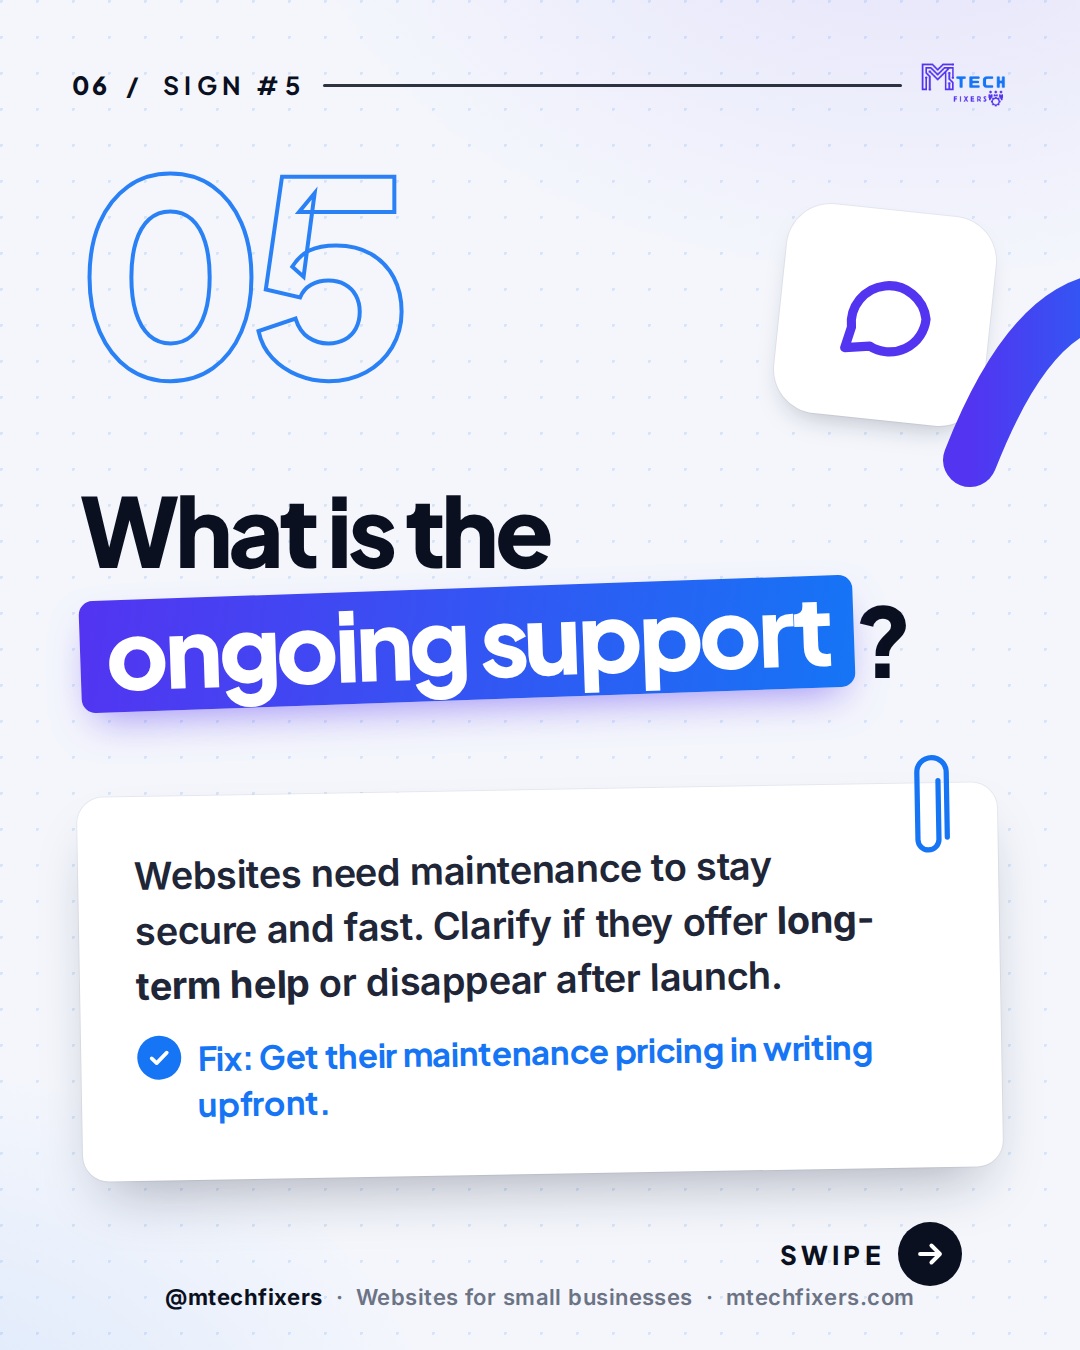 06 / SIGN #5
MTECH
FIXERS
05
What is the
ongoing support?
Websites need maintenance to stay
secure and fast. Clarify if they offer long-
term help or disappear after launch.
Fix: Get their maintenance pricing in writing
upfront.
SWIPE
@mtechfixers · Websites for small businesses · mtechfixers.com